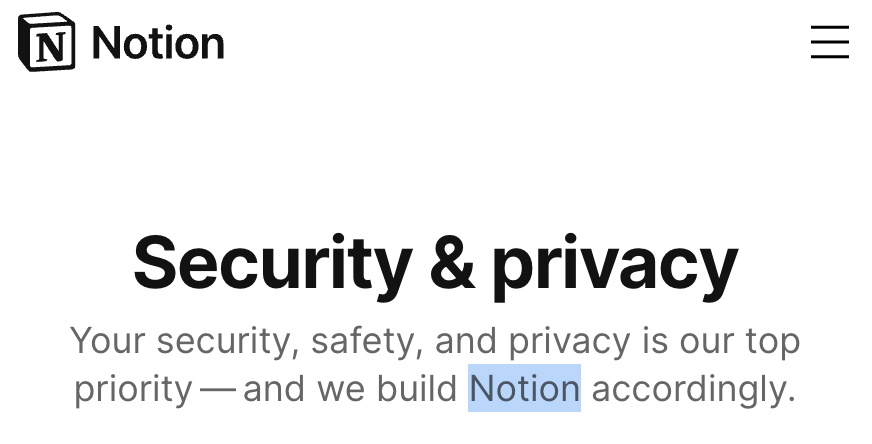 N Notion
Security & privacy
Your security, safety, and privacy is our top
priority — and we build Notion accordingly.